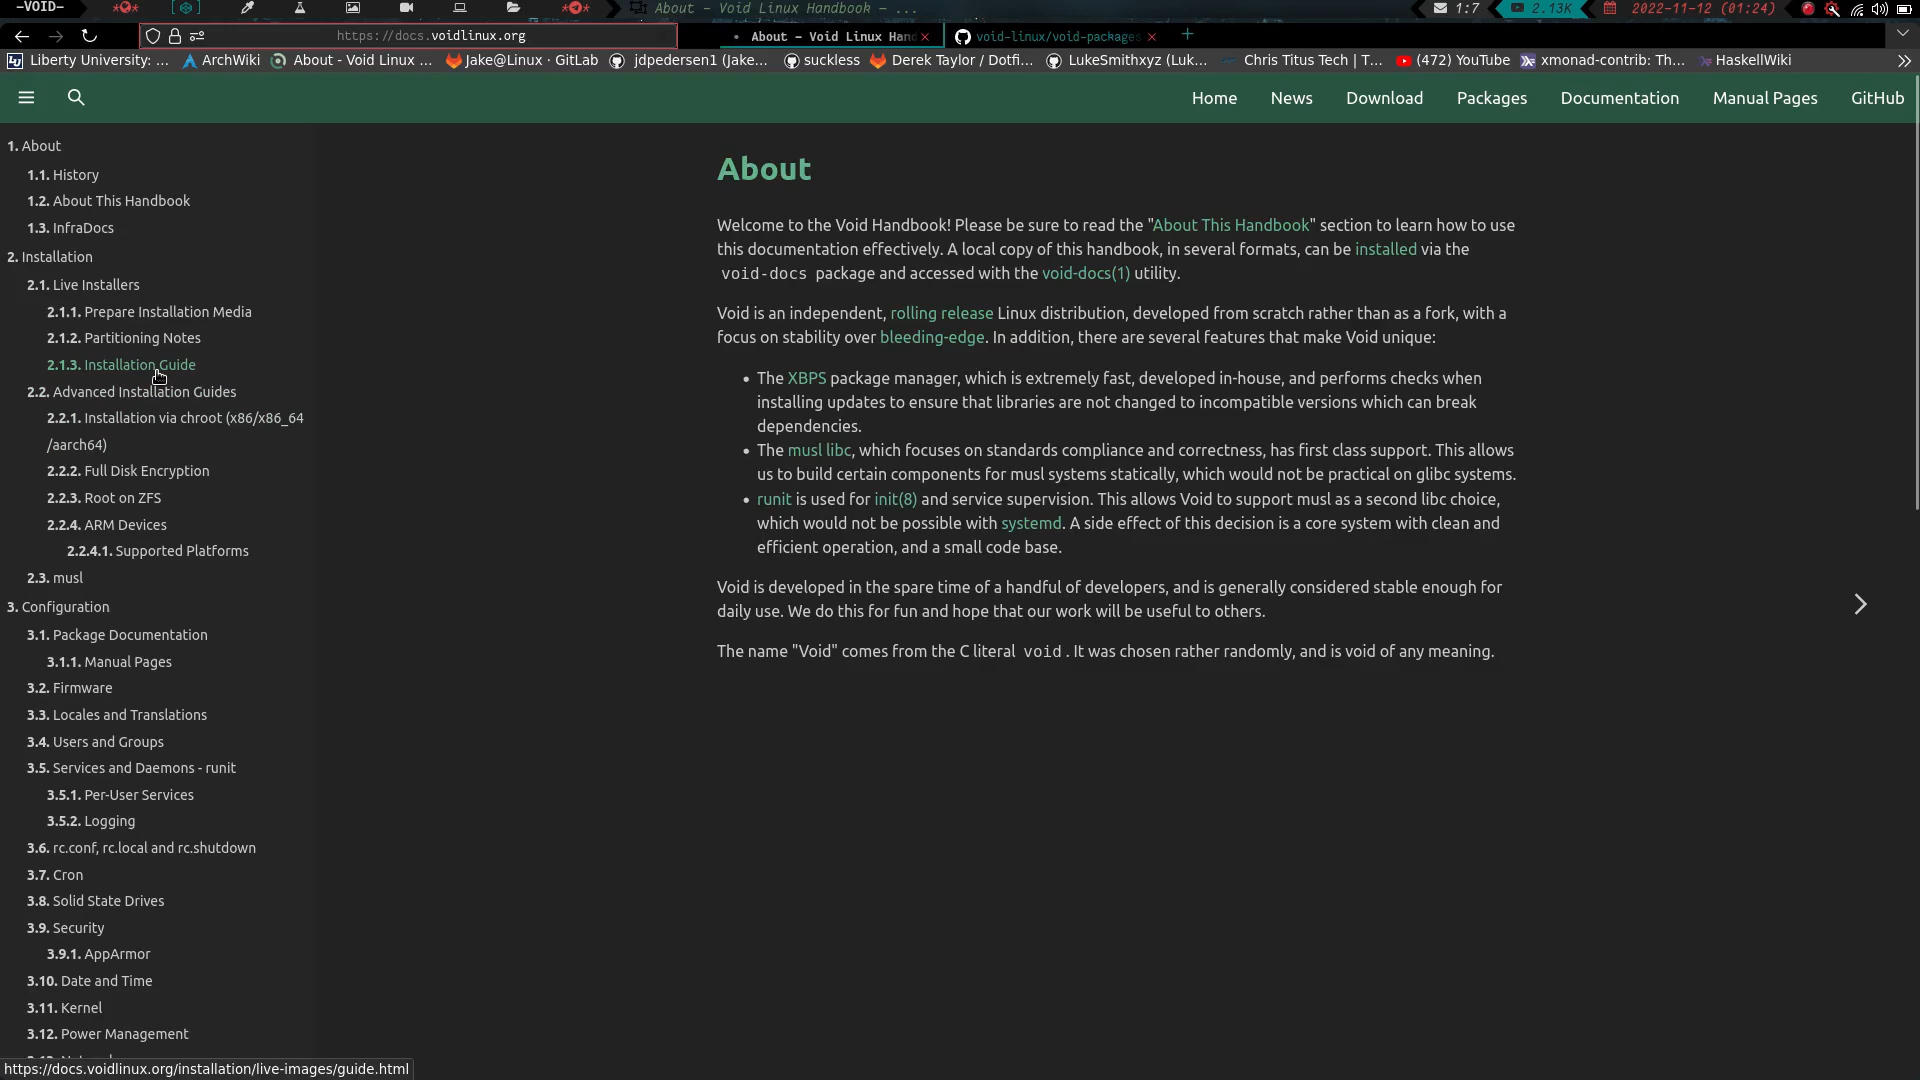 -VOID-
About - Void Linux Handbook - ...
1:7
2.13K
2022-11-12 (01:24)
https://docs.voidlinux.org
About - Void Linux Hand
void-linux/void-packages
Liberty University: ...
ArchWiki
About - Void Linux ...
Jake@Linux · GitLab
jdpedersen1 (Jake...
suckless
Derek Taylor / Dotfi...
LukeSmithxyz (Luk...
Chris Titus Tech | T...
(472) YouTube
xmonad-contrib: Th...
HaskellWiki
Home
News
Download
Packages
Documentation
Manual Pages
GitHub
1. About
1.1. History
1.2. About This Handbook
1.3. InfraDocs
2. Installation
2.1. Live Installers
2.1.1. Prepare Installation Media
2.1.2. Partitioning Notes
2.1.3. Installation Guide
2.2. Advanced Installation Guides
2.2.1. Installation via chroot (x86/x86_64
/aarch64)
2.2.2. Full Disk Encryption
2.2.3. Root on ZFS
2.2.4. ARM Devices
2.2.4.1. Supported Platforms
2.3. musl
3. Configuration
3.1. Package Documentation
3.1.1. Manual Pages
3.2. Firmware
3.3. Locales and Translations
3.4. Users and Groups
3.5. Services and Daemons - runit
3.5.1. Per-User Services
3.5.2. Logging
3.6. rc.conf, rc.local and rc.shutdown
3.7. Cron
3.8. Solid State Drives
3.9. Security
3.9.1. AppArmor
3.10. Date and Time
3.11. Kernel
3.12. Power Management
https://docs.voidlinux.org/installation/live-images/guide.html
About
Welcome to the Void Handbook! Please be sure to read the "About This Handbook" section to learn how to use
this documentation effectively. A local copy of this handbook, in several formats, can be installed via the
void-docs package and accessed with the void-docs(1) utility.
Void is an independent, rolling release Linux distribution, developed from scratch rather than as a fork, with a
focus on stability over bleeding-edge. In addition, there are several features that make Void unique:
• The XBPS package manager, which is extremely fast, developed in-house, and performs checks when
installing updates to ensure that libraries are not changed to incompatible versions which can break
dependencies.
• The musl libc, which focuses on standards compliance and correctness, has first class support. This allows
us to build certain components for musl systems statically, which would not be practical on glibc systems.
• runit is used for init(8) and service supervision. This allows Void to support musl as a second libc choice,
which would not be possible with systemd. A side effect of this decision is a core system with clean and
efficient operation, and a small code base.
Void is developed in the spare time of a handful of developers, and is generally considered stable enough for
daily use. We do this for fun and hope that our work will be useful to others.
The name "Void" comes from the C literal void. It was chosen rather randomly, and is void of any meaning.